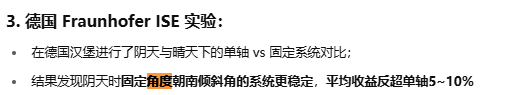 3. 德国 Fraunhofer ISE 实验：
• 在德国汉堡进行了阴天与晴天下的单轴 vs 固定系统对比；
• 结果发现阴天时固定角度朝南倾斜角的系统更稳定，平均收益反超单轴5~10%